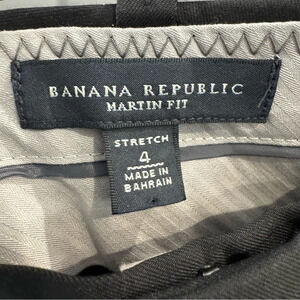 BANANA REPUBLIC
MARTIN FIT
STRETCH
4
MADE IN
BAHRAIN